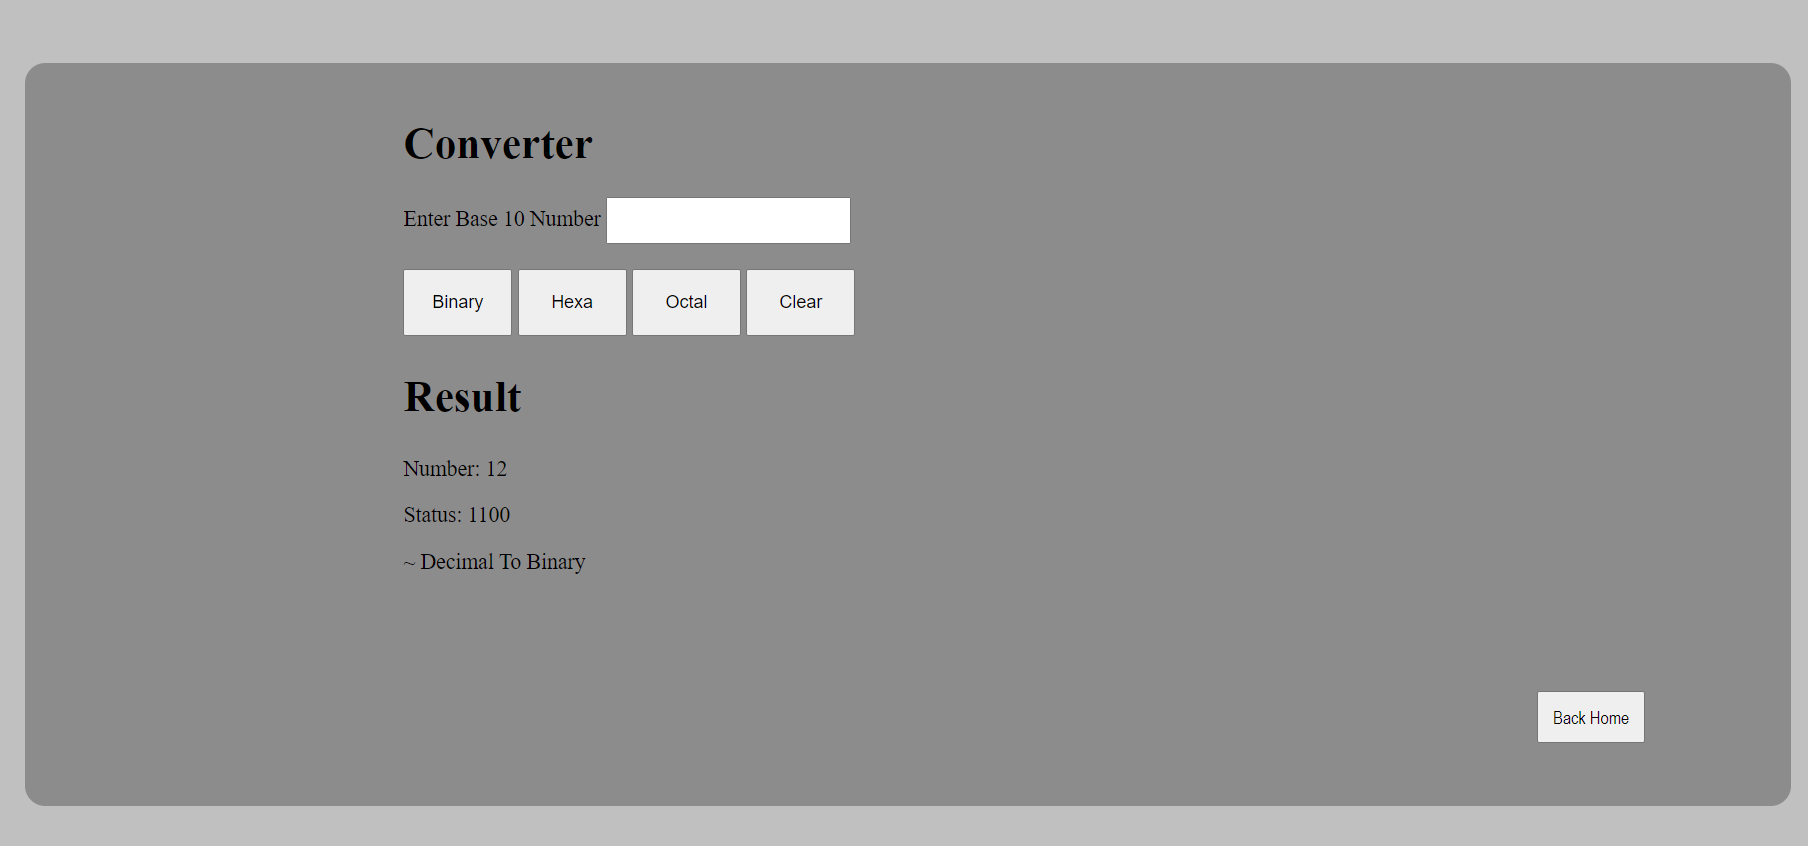 Converter
Enter Base 10 Number
Binary Hexa Octal Clear
Result
Number: 12
Status: 1100
~ Decimal To Binary
Back Home